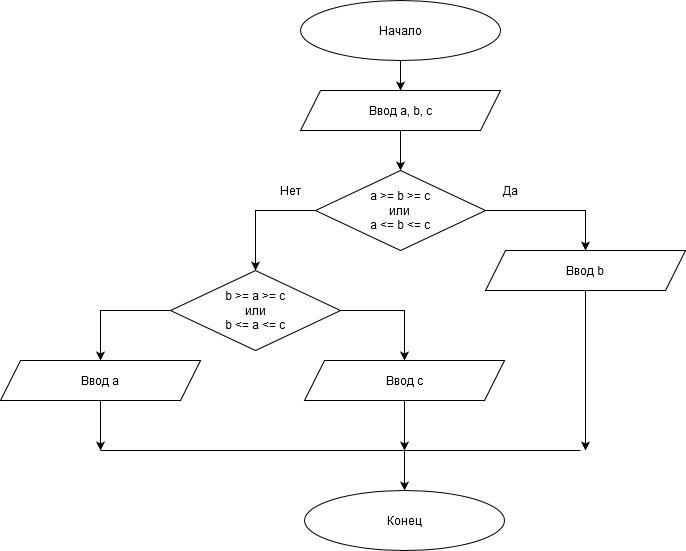 Начало
Ввод a, b, c
Нет
Да
a >= b >= c
или
a <= b <= c
Ввод b
b >= a >= c
или
b <= a <= c
Ввод a
Ввод c
Конец